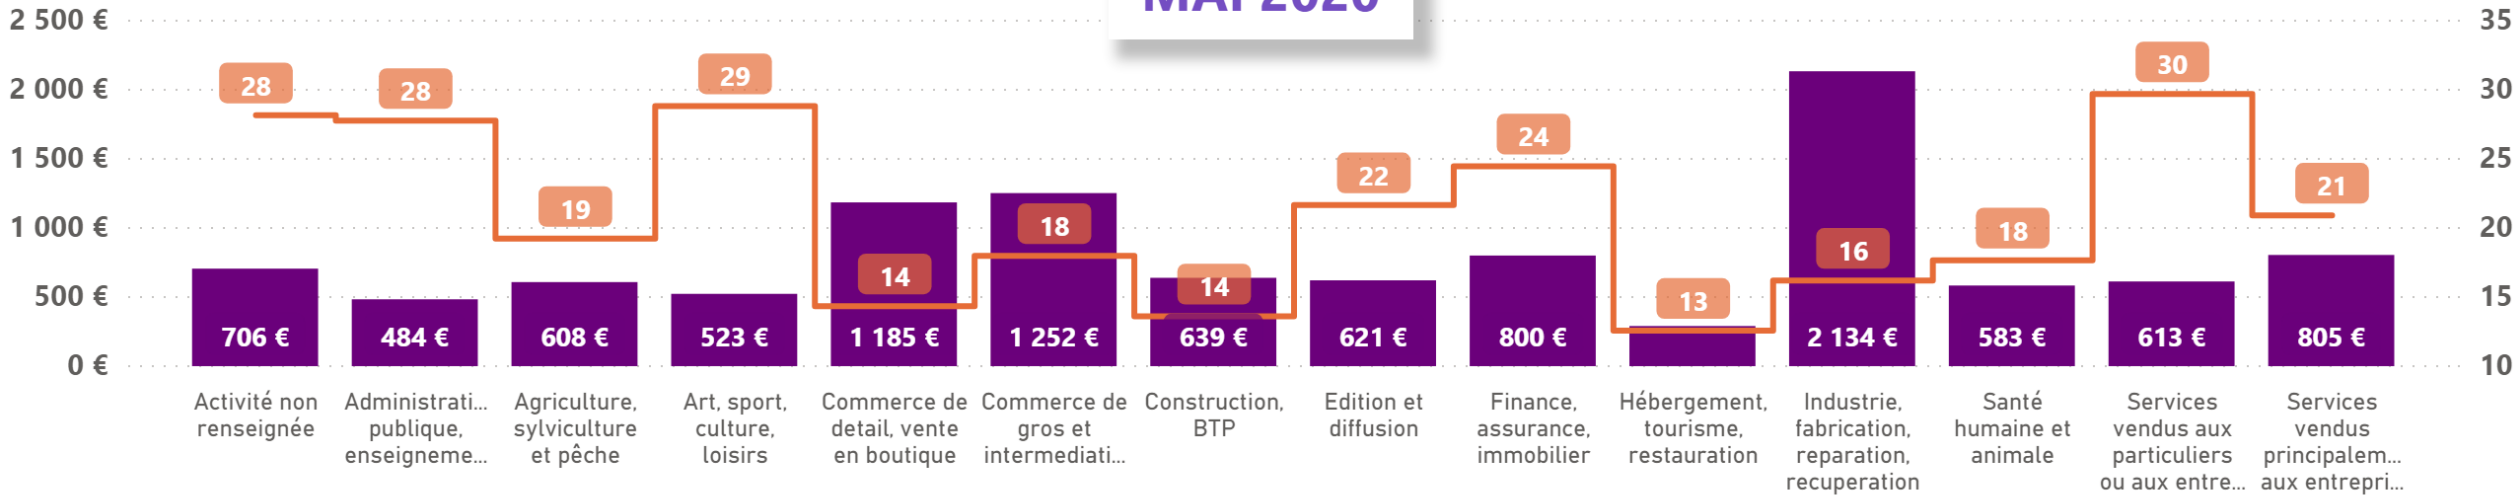 MAI 2020
2 500 €
2 000 €
1 500 €
1 000 €
500 €
0 €
35
30
25
20
15
10
28
28
19
29
14
18
14
22
24
13
16
18
30
21
706 €
484 €
608 €
523 €
1 185 €
1 252 €
639 €
621 €
800 €
2 134 €
583 €
613 €
805 €
Activité non
renseignée
Administrati...
publique,
enseigneme...
Agriculture,
sylviculture
et pêche
Art, sport,
culture,
loisirs
Commerce de
detail, vente
en boutique
Commerce de
gros et
intermediati...
Construction,
BTP
Edition et
diffusion
Finance,
assurance,
immobilier
Hébergement,
tourisme,
restauration
Industrie,
fabrication,
reparation,
recuperation
Santé
humaine et
animale
Services
vendus aux
particuliers
ou aux entre...
Services
vendus
principalem...
aux entrepri...